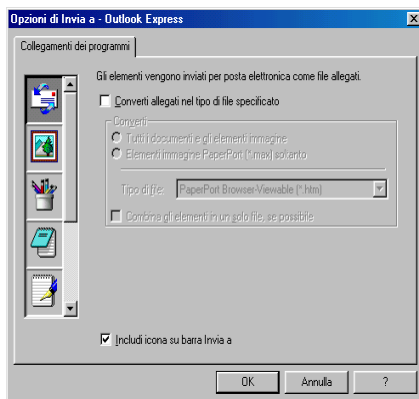 Opzioni di Invia a - Outlook Express
Collegamenti dei programmi
Gli elementi vengono inviati per posta elettronica come file allegati.
Converti allegati nel tipo di file specificato
Converti
Tutti i documenti e gli elementi immagine
Elementi immagine PaperPort (*.max) soltanto
Tipo di file: PaperPort Browser-Viewable (*.htm)
Combina gli elementi in un solo file, se possibile
Includi icona su barra Invia a
OK Annulla ?